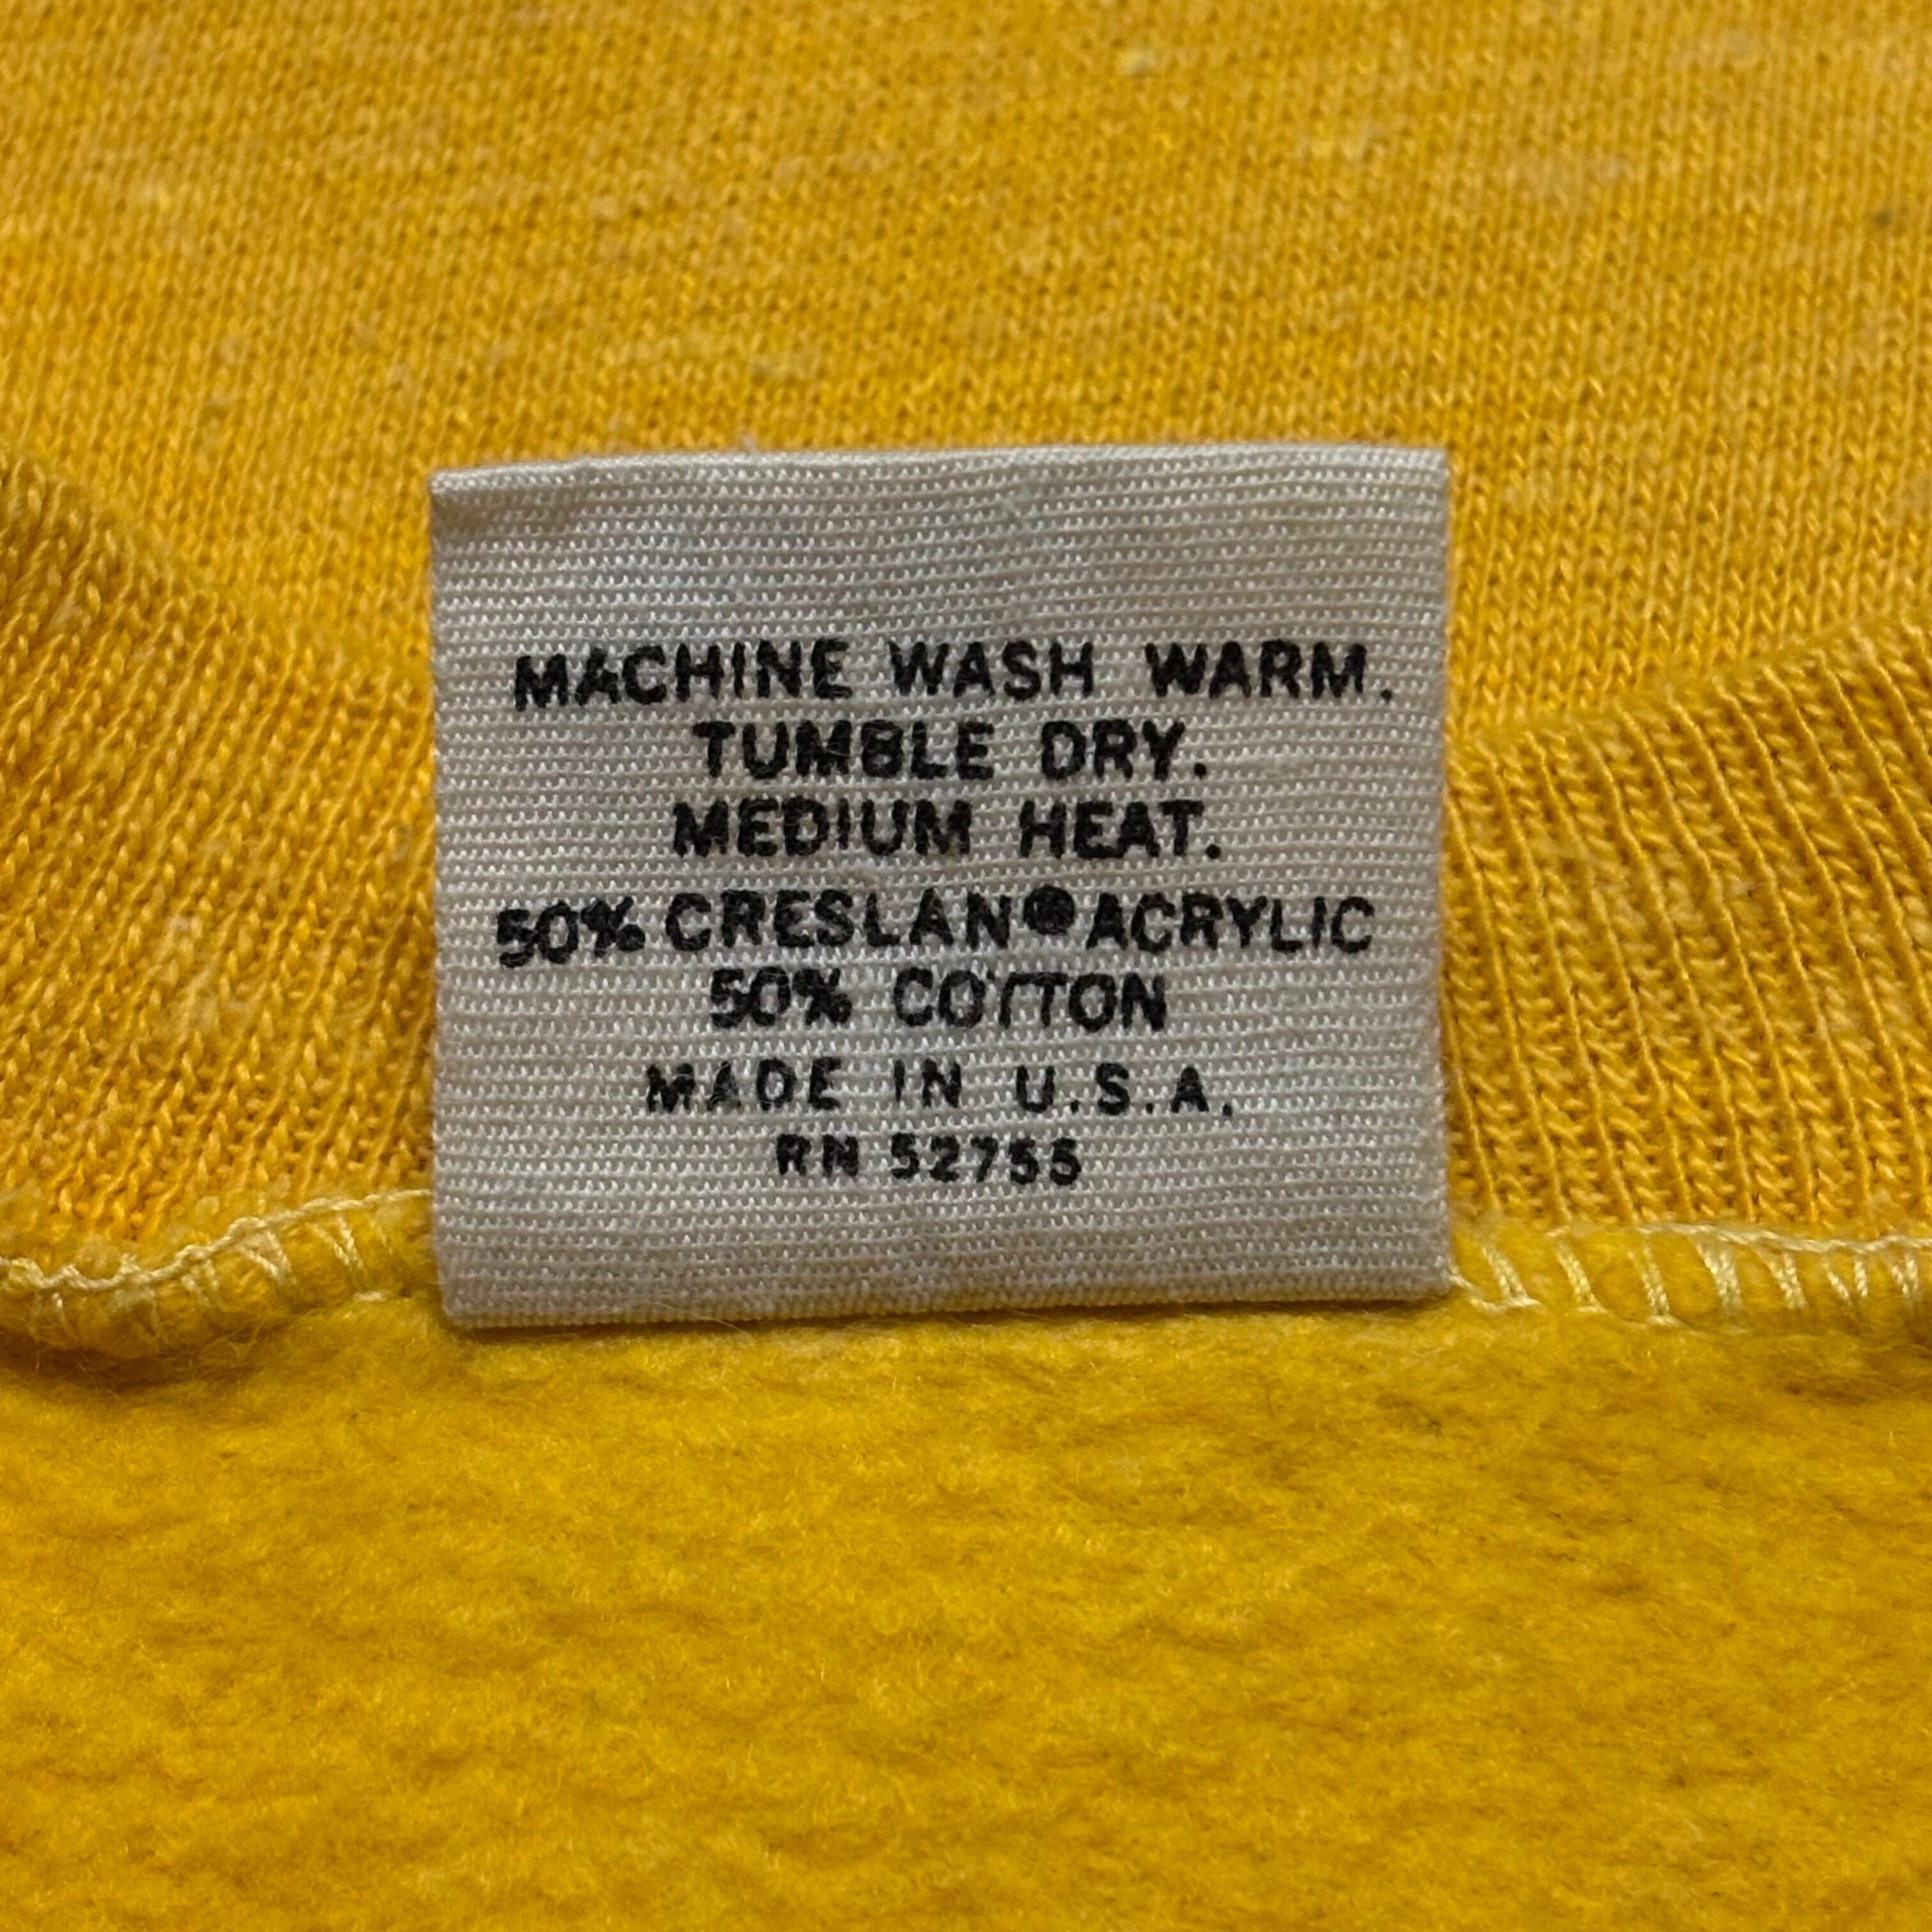 MACHINE WASH WARM.
TUMBLE DRY.
MEDIUM HEAT.
50% CRESLAN® ACRYLIC
50% COTTON
MADE IN U.S.A.
RN 52755